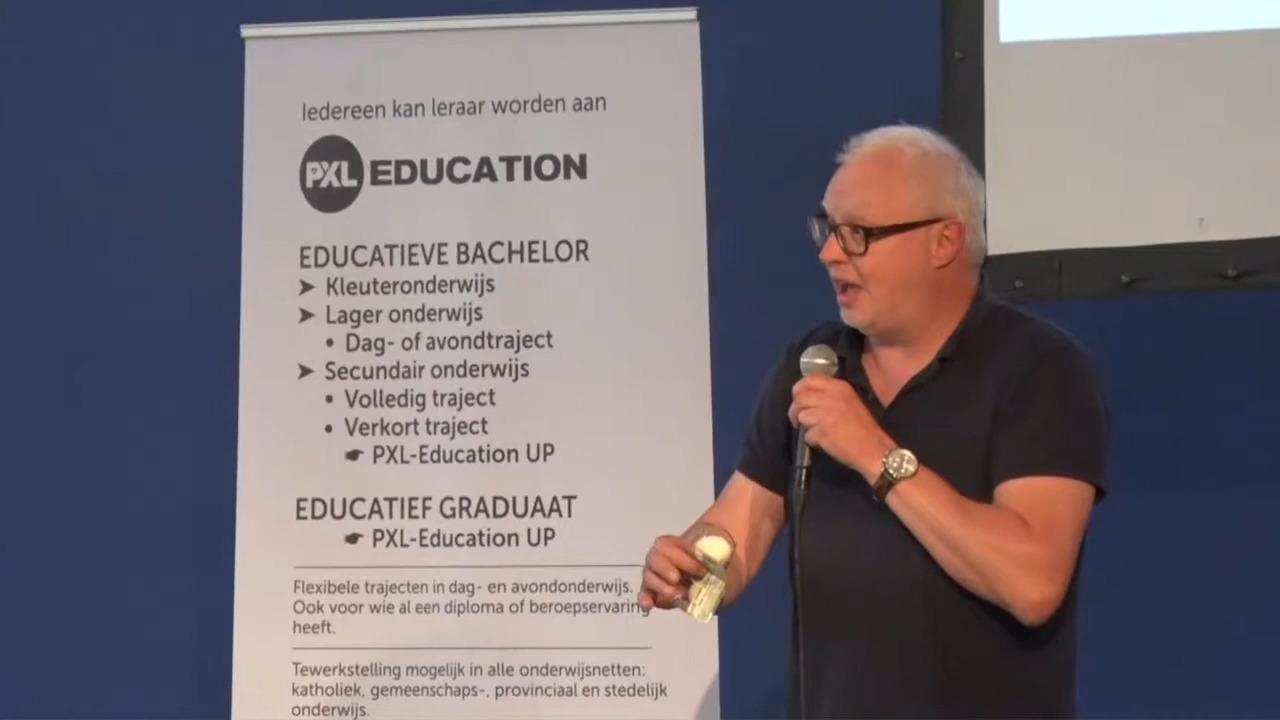 Iedereen kan leraar worden aan
PXL EDUCATION
EDUCATIEVE BACHELOR
➤ Kleuteronderwijs
➤ Lager onderwijs
• Dag- of avondtraject
➤ Secundair onderwijs
• Volledig traject
• Verkort traject
☛ PXL-Education UP
EDUCATIEF GRADUAAT
☛ PXL-Education UP
Flexibele trajecten in dag- en avondonderwijs.
Ook voor wie al een diploma of beroepservaring
heeft.
Tewerkstelling mogelijk in alle onderwijsnetten:
katholiek, gemeenschaps-, provinciaal en stedelijk
onderwijs.